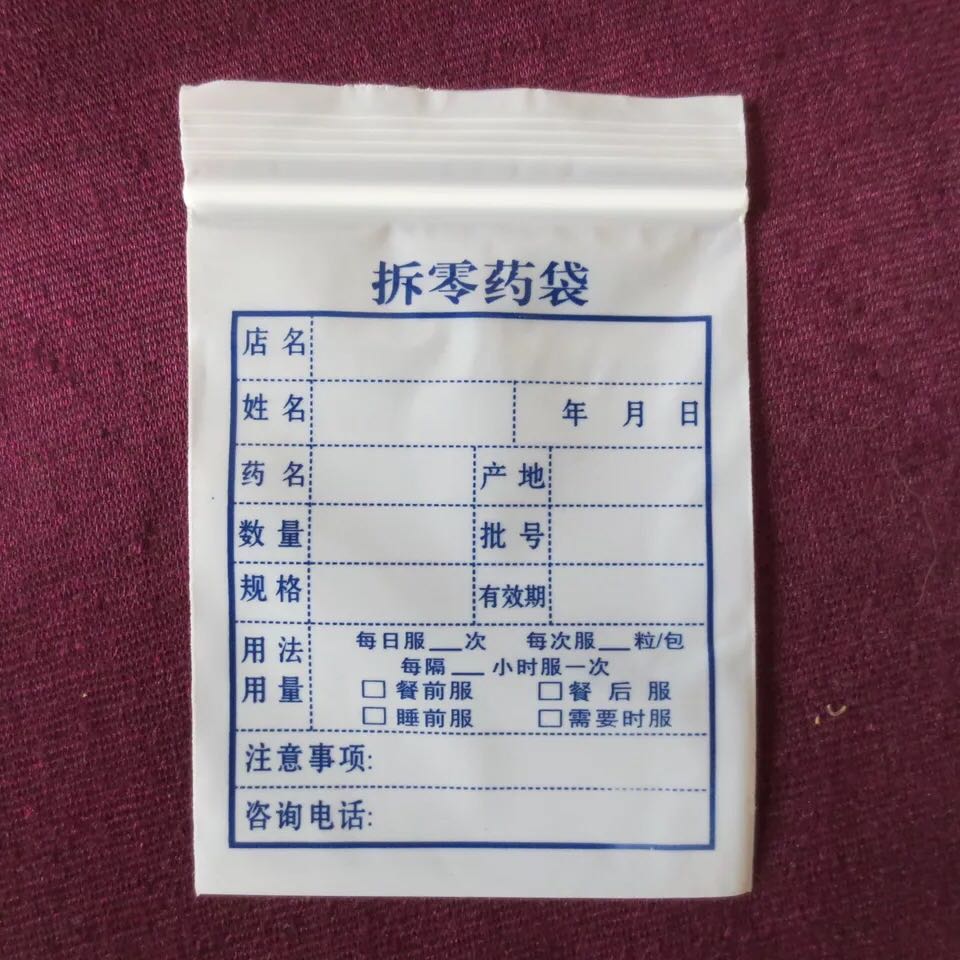 拆零药袋
店名
姓名 年 月 日
药名 产地
数量 批号
规格 有效期
用法用量 每日服___次 每次服___粒/包
每隔___小时服一次
□ 餐前服 □ 餐后服
□ 睡前服 □ 需要时服
注意事项:
咨询电话: